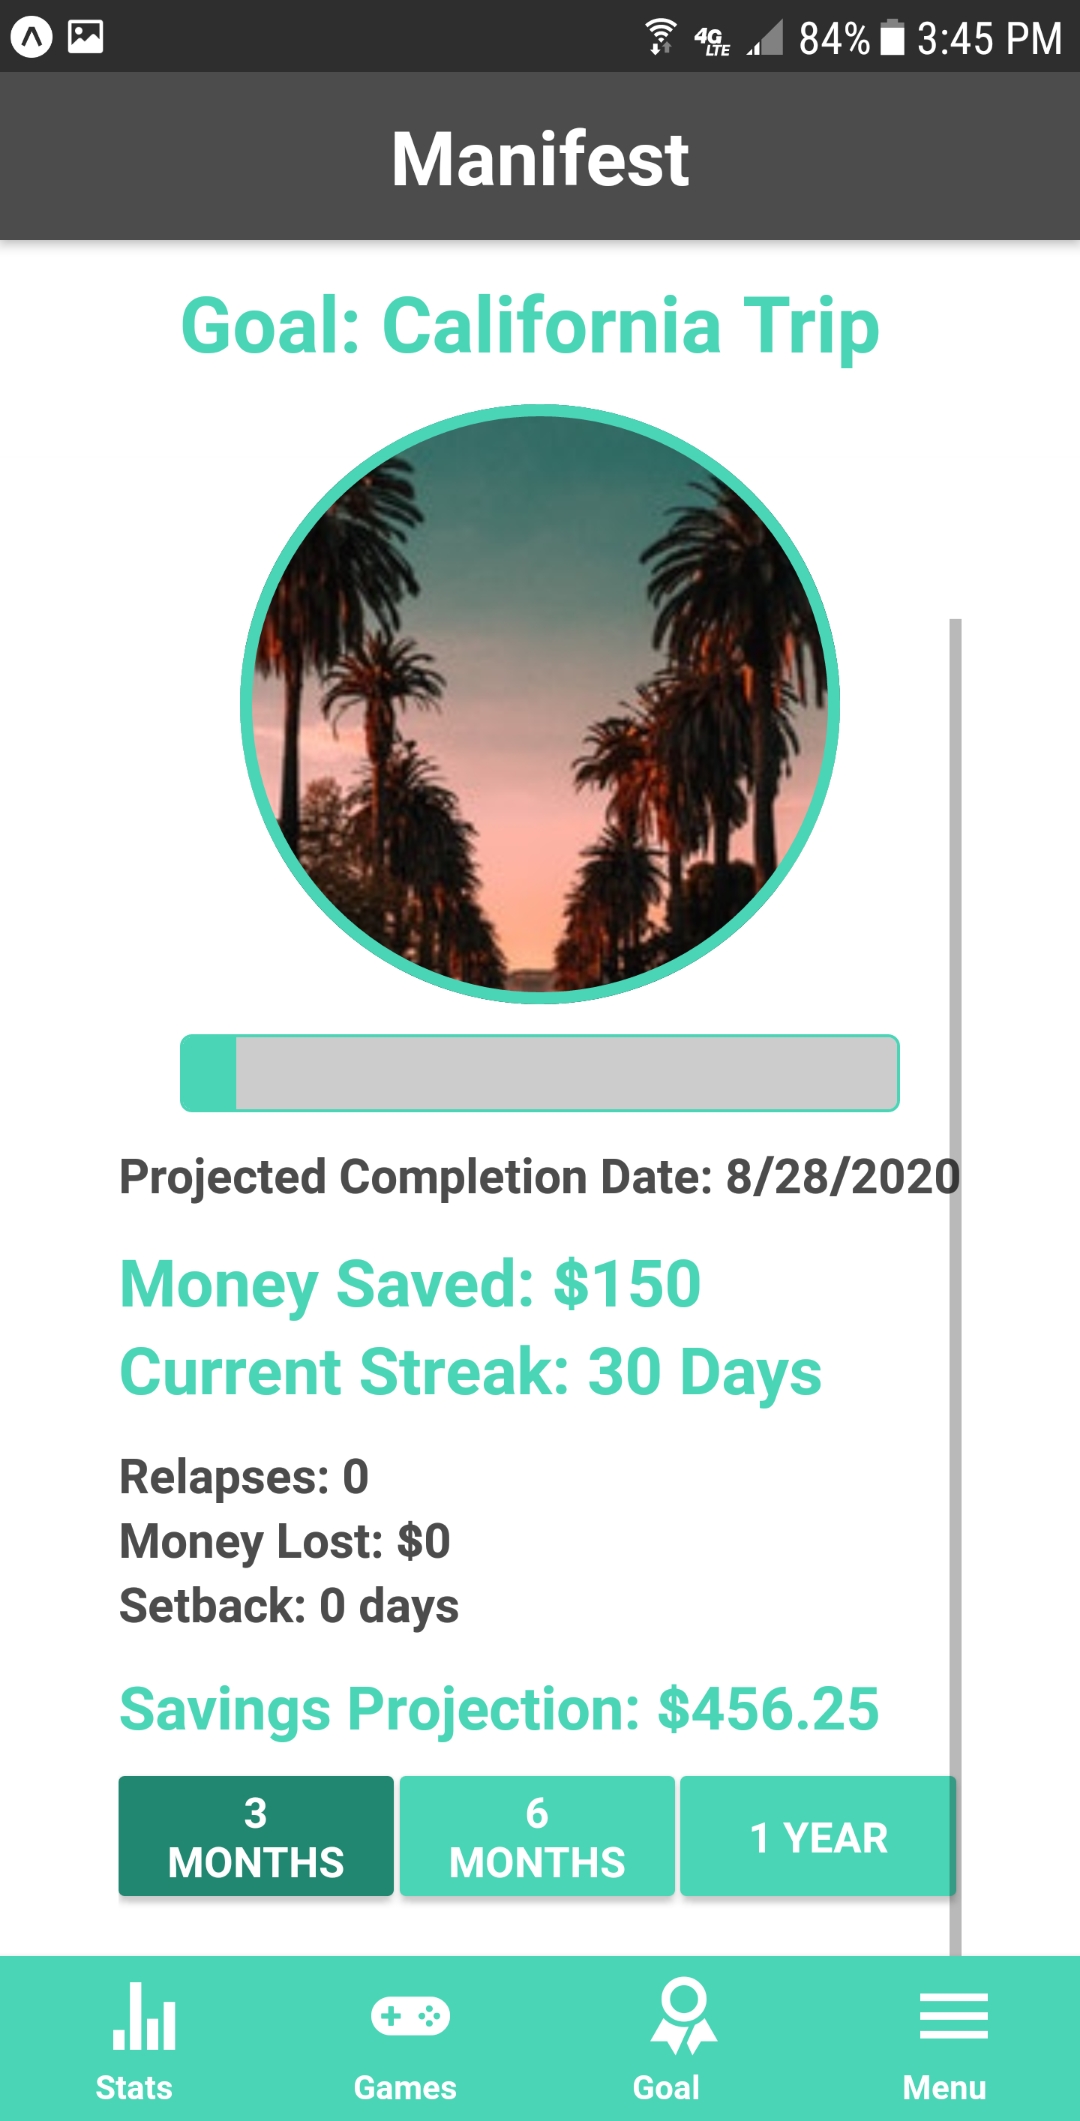 4G
LTE
84%
3:45 PM
Manifest
Goal: California Trip
Projected Completion Date: 8/28/2020
Money Saved: $150
Current Streak: 30 Days
Relapses: 0
Money Lost: $0
Setback: 0 days
Savings Projection: $456.25
3
MONTHS
6
MONTHS
1 YEAR
Stats
Games
Goal
Menu